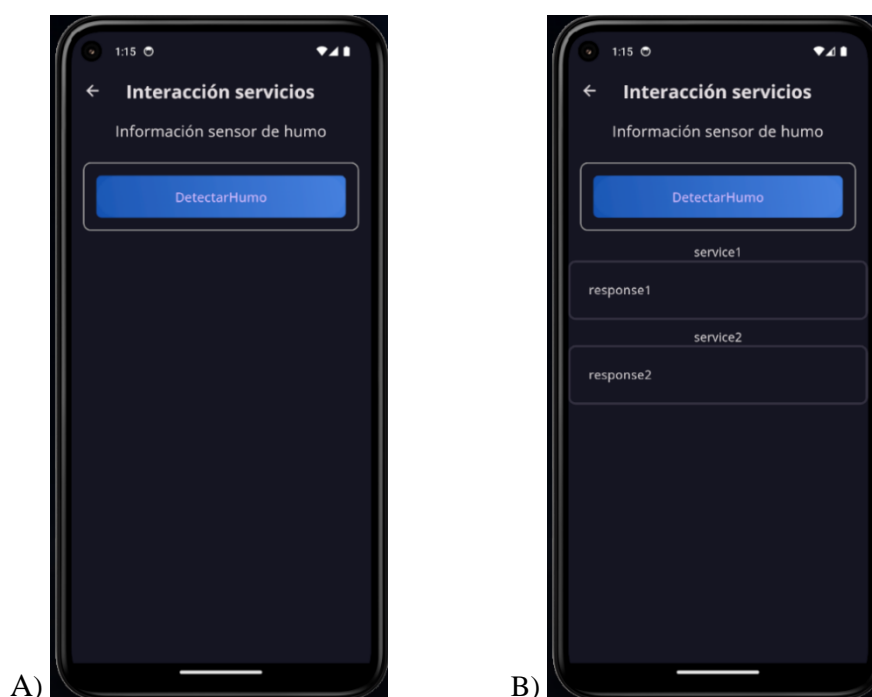 1:15
Interacción servicios
Información sensor de humo
DetectarHumo
A)
1:15
Interacción servicios
Información sensor de humo
DetectarHumo
service1
response1
service2
response2
B)